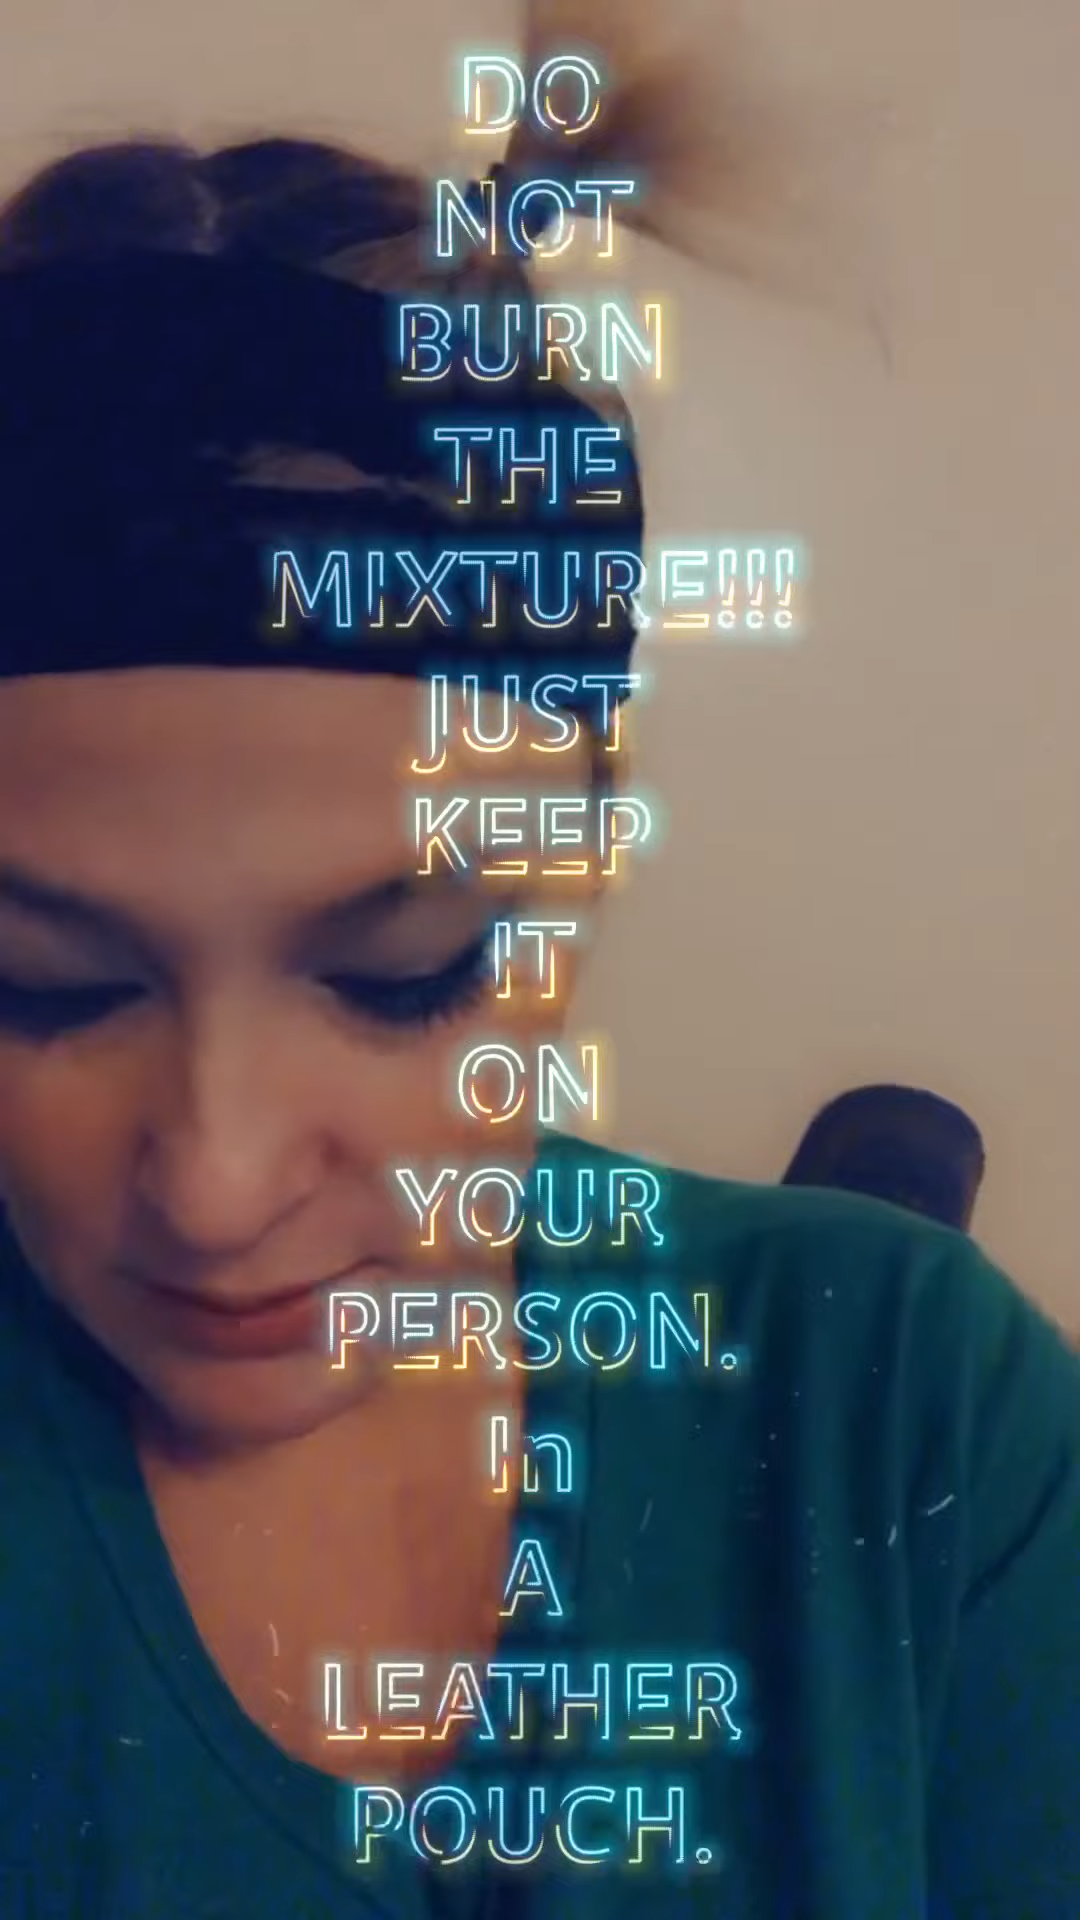 DO
NOT
BURN
THE
MIXTURE!!!
JUST
KEEP
IT
ON
YOUR
PERSON.
In
A
LEATHER
POUCH.